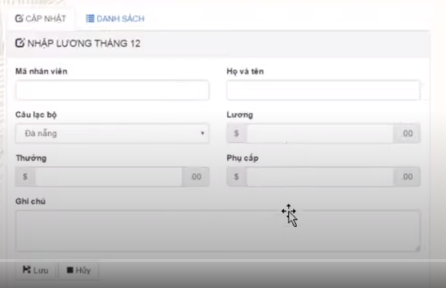 CẬP NHẬT DANH SÁCH
NHẬP LƯƠNG THÁNG 12
Mã nhân viên Họ và tên
Câu lạc bộ Lương
Đà nẵng $ .00
Thưởng Phụ cấp
$ .00 $ .00
Ghi chú
Lưu Hủy